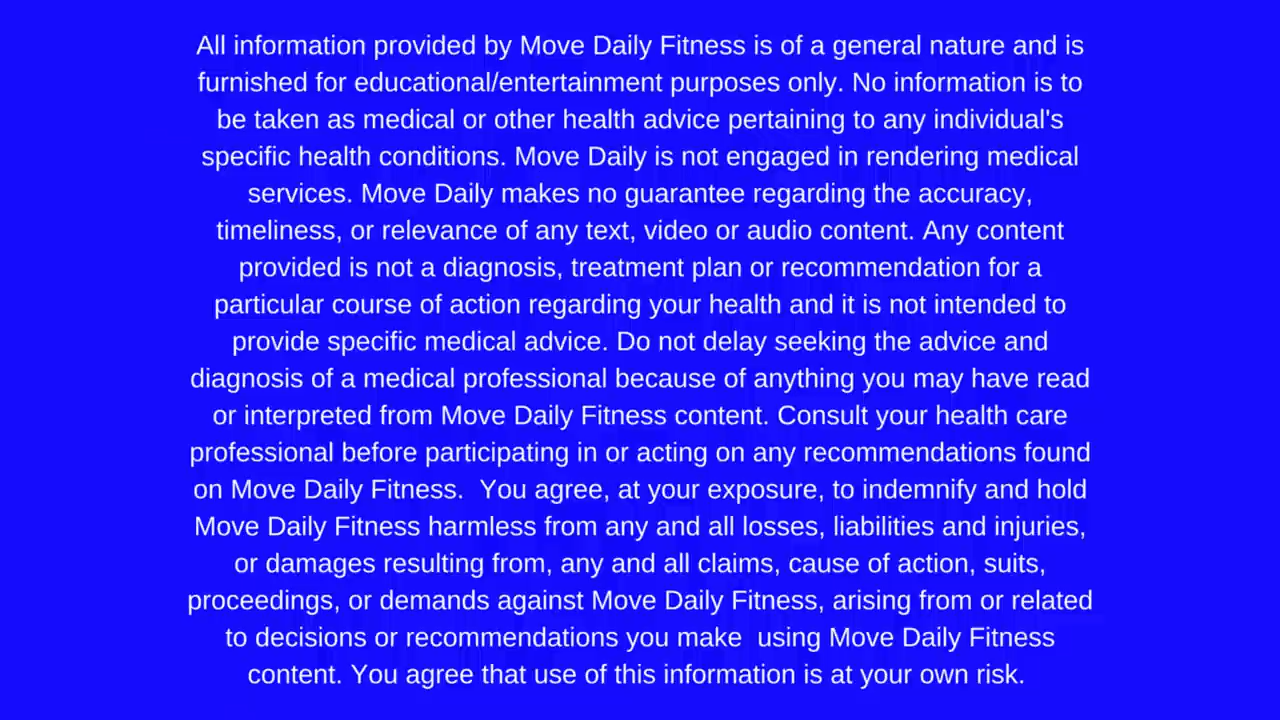 All information provided by Move Daily Fitness is of a general nature and is
furnished for educational/entertainment purposes only. No information is to
be taken as medical or other health advice pertaining to any individual's
specific health conditions. Move Daily is not engaged in rendering medical
services. Move Daily makes no guarantee regarding the accuracy,
timeliness, or relevance of any text, video or audio content. Any content
provided is not a diagnosis, treatment plan or recommendation for a
particular course of action regarding your health and it is not intended to
provide specific medical advice. Do not delay seeking the advice and
diagnosis of a medical professional because of anything you may have read
or interpreted from Move Daily Fitness content. Consult your health care
professional before participating in or acting on any recommendations found
on Move Daily Fitness.  You agree, at your exposure, to indemnify and hold
Move Daily Fitness harmless from any and all losses, liabilities and injuries,
or damages resulting from, any and all claims, cause of action, suits,
proceedings, or demands against Move Daily Fitness, arising from or related
to decisions or recommendations you make  using Move Daily Fitness
content. You agree that use of this information is at your own risk.